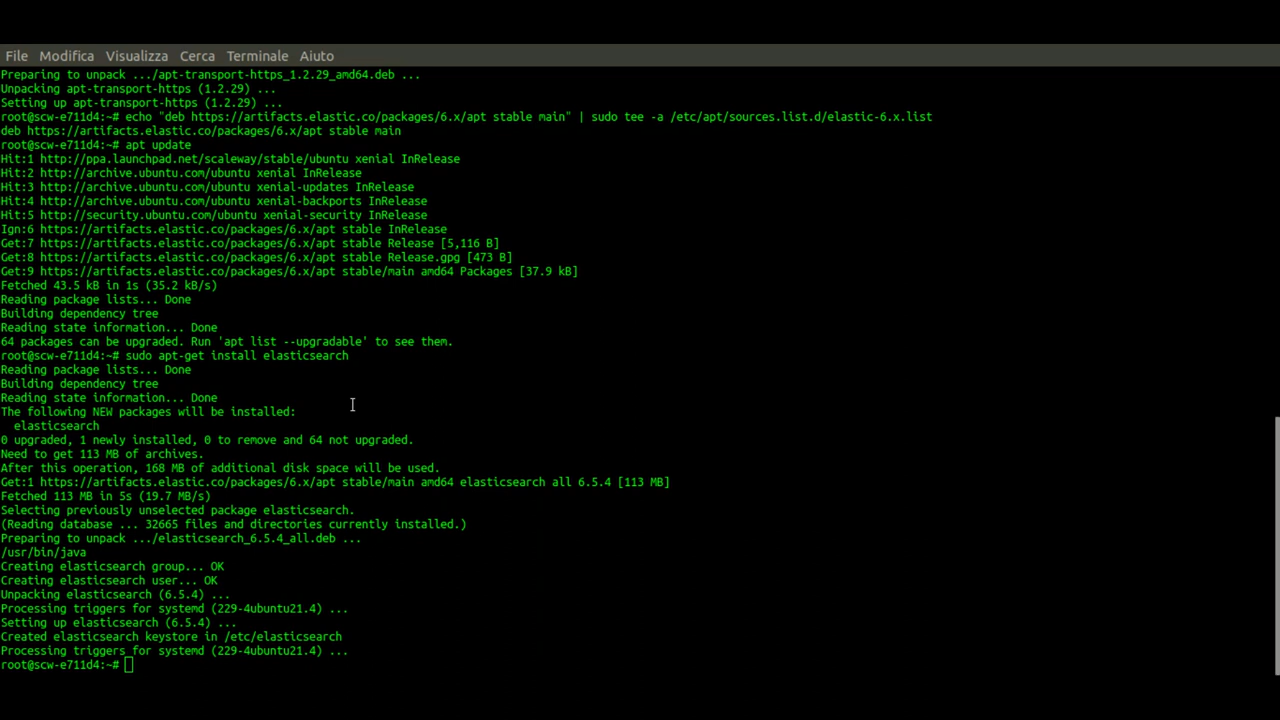 File Modifica Visualizza Cerca Terminale Aiuto
Preparing to unpack .../apt-transport-https_1.2.29_amd64.deb ...
Unpacking apt-transport-https (1.2.29) ...
Setting up apt-transport-https (1.2.29) ...
root@scw-e711d4:~# echo "deb https://artifacts.elastic.co/packages/6.x/apt stable main" | sudo tee -a /etc/apt/sources.list.d/elastic-6.x.list
deb https://artifacts.elastic.co/packages/6.x/apt stable main
root@scw-e711d4:~# apt update
Hit:1 http://ppa.launchpad.net/scaleway/stable/ubuntu xenial InRelease
Hit:2 http://archive.ubuntu.com/ubuntu xenial InRelease
Hit:3 http://archive.ubuntu.com/ubuntu xenial-updates InRelease
Hit:4 http://archive.ubuntu.com/ubuntu xenial-backports InRelease
Hit:5 http://security.ubuntu.com/ubuntu xenial-security InRelease
Ign:6 https://artifacts.elastic.co/packages/6.x/apt stable InRelease
Get:7 https://artifacts.elastic.co/packages/6.x/apt stable Release [5,116 B]
Get:8 https://artifacts.elastic.co/packages/6.x/apt stable Release.gpg [473 B]
Get:9 https://artifacts.elastic.co/packages/6.x/apt stable/main amd64 Packages [37.9 kB]
Fetched 43.5 kB in 1s (35.2 kB/s)
Reading package lists... Done
Building dependency tree
Reading state information... Done
64 packages can be upgraded. Run 'apt list --upgradable' to see them.
root@scw-e711d4:~# sudo apt-get install elasticsearch
Reading package lists... Done
Building dependency tree
Reading state information... Done
The following NEW packages will be installed:
  elasticsearch
0 upgraded, 1 newly installed, 0 to remove and 64 not upgraded.
Need to get 113 MB of archives.
After this operation, 168 MB of additional disk space will be used.
Get:1 https://artifacts.elastic.co/packages/6.x/apt stable/main amd64 elasticsearch all 6.5.4 [113 MB]
Fetched 113 MB in 5s (19.7 MB/s)
Selecting previously unselected package elasticsearch.
(Reading database ... 32665 files and directories currently installed.)
Preparing to unpack .../elasticsearch_6.5.4_all.deb ...
/usr/bin/java
Creating elasticsearch group... OK
Creating elasticsearch user... OK
Unpacking elasticsearch (6.5.4) ...
Processing triggers for systemd (229-4ubuntu21.4) ...
Setting up elasticsearch (6.5.4) ...
Created elasticsearch keystore in /etc/elasticsearch
Processing triggers for systemd (229-4ubuntu21.4) ...
root@scw-e711d4:~#